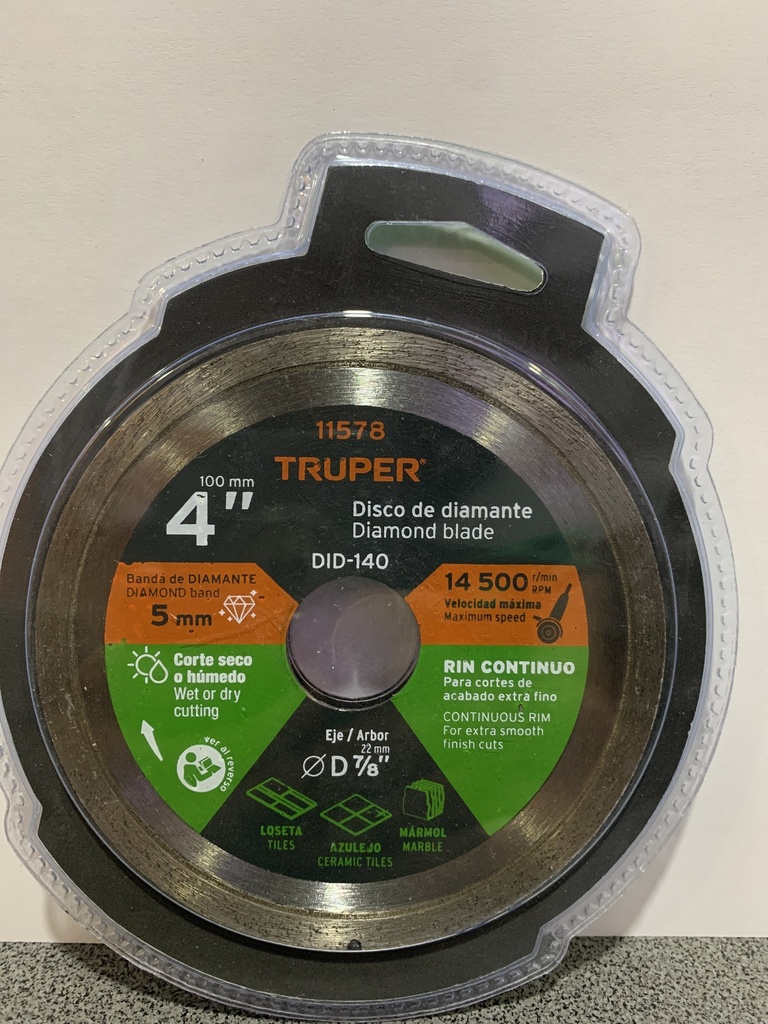 11578
TRUPER®
100 mm
4"
Disco de diamante
Diamond blade
DID-140
Banda de DIAMANTE
DIAMOND band
5 mm
14 500 r/min
RPM
Velocidad máxima
Maximum speed
Corte seco
o húmedo
Wet or dry
cutting
RIN CONTINUO
Para cortes de
acabado extra fino
CONTINUOUS RIM
For extra smooth
finish cuts
Ver al reverso
Eje / Arbor
22 mm
Ø D 7/8"
LOSETA
TILES
AZULEJO
CERAMIC TILES
MÁRMOL
MARBLE